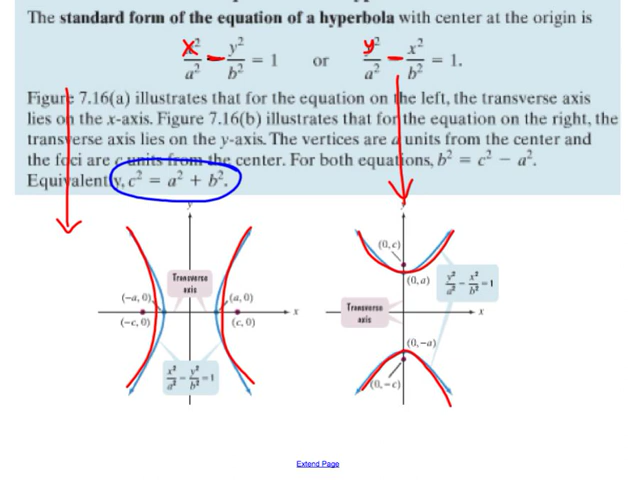 The standard form of the equation of a hyperbola with center at the origin is
x²/a² − y²/b² = 1 or y²/a² − x²/b² = 1.
Figure 7.16(a) illustrates that for the equation on the left, the transverse axis
lies on the x-axis. Figure 7.16(b) illustrates that for the equation on the right, the
transverse axis lies on the y-axis. The vertices are a units from the center and
the foci are c units from the center. For both equations, b² = c² − a².
Equivalently, c² = a² + b².
y
y
(0, c)
Transverse
axis
(0, a)
y²/a² − x²/b² = 1
(−a, 0)
(a, 0)
x
Transverse
axis
x
(−c, 0)
(c, 0)
(0, −a)
x²/a² − y²/b² = 1
(0, −c)
Extend Page